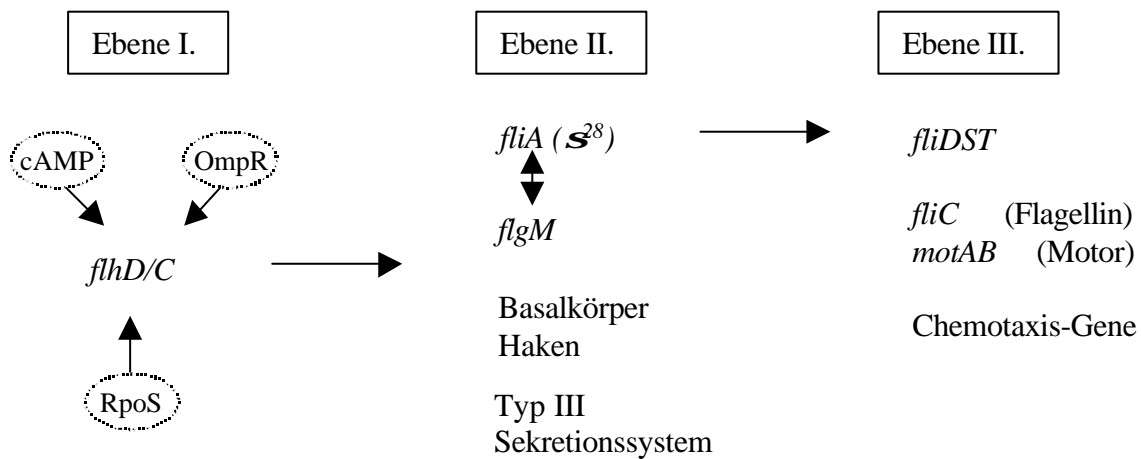 Ebene I.
Ebene II.
Ebene III.
cAMP
OmpR
flhD/C
RpoS
fliA (s28)
flgM
Basalkörper
Haken
Typ III
Sekretionssystem
fliDST
fliC (Flagellin)
motAB (Motor)
Chemotaxis-Gene